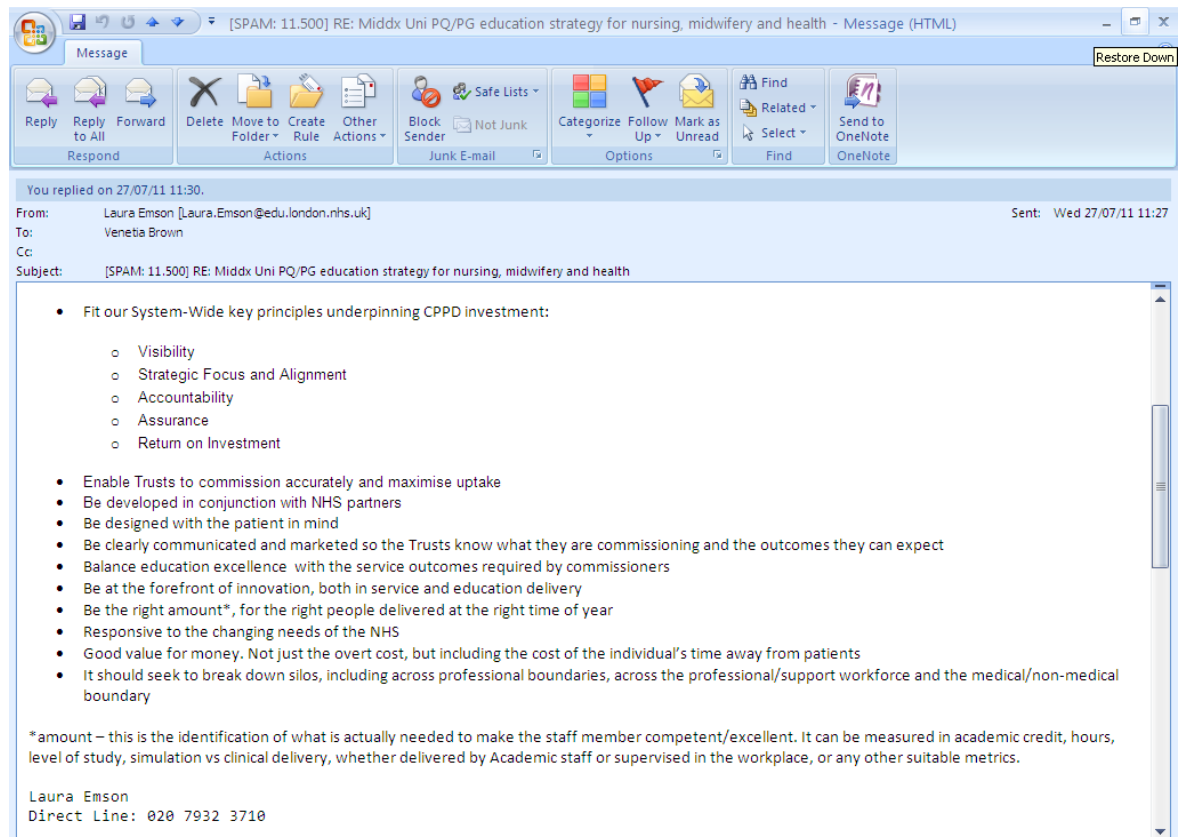 [SPAM: 11.500] RE: Middx Uni PQ/PG education strategy for nursing, midwifery and health - Message (HTML)
Message
Restore Down
Reply
Reply to All
Forward
Delete
Move to Folder
Create Rule
Other Actions
Block Sender
Safe Lists
Not Junk
Categorize
Follow Up
Mark as Unread
Find
Related
Select
Send to OneNote
Respond
Actions
Junk E-mail
Options
Find
OneNote
You replied on 27/07/11 11:30.
From: Laura Emson [Laura.Emson@edu.london.nhs.uk] Sent: Wed 27/07/11 11:27
To: Venetia Brown
Cc:
Subject: [SPAM: 11.500] RE: Middx Uni PQ/PG education strategy for nursing, midwifery and health
• Fit our System-Wide key principles underpinning CPPD investment:
o Visibility
o Strategic Focus and Alignment
o Accountability
o Assurance
o Return on Investment
• Enable Trusts to commission accurately and maximise uptake
• Be developed in conjunction with NHS partners
• Be designed with the patient in mind
• Be clearly communicated and marketed so the Trusts know what they are commissioning and the outcomes they can expect
• Balance education excellence with the service outcomes required by commissioners
• Be at the forefront of innovation, both in service and education delivery
• Be the right amount*, for the right people delivered at the right time of year
• Responsive to the changing needs of the NHS
• Good value for money. Not just the overt cost, but including the cost of the individual's time away from patients
• It should seek to break down silos, including across professional boundaries, across the professional/support workforce and the medical/non-medical
boundary
*amount – this is the identification of what is actually needed to make the staff member competent/excellent. It can be measured in academic credit, hours,
level of study, simulation vs clinical delivery, whether delivered by Academic staff or supervised in the workplace, or any other suitable metrics.
Laura Emson
Direct Line: 020 7932 3710